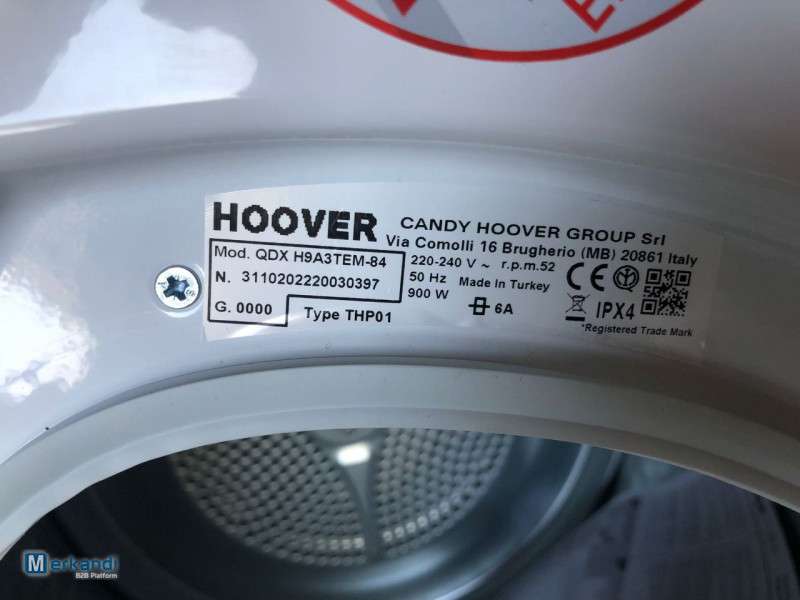 HOOVER
CANDY HOOVER GROUP Srl
Via Comolli 16 Brugherio (MB) 20861 Italy
Mod. QDX H9A3TEM-84
N. 3110202220030397
G. 0000
Type THP01
220-240 V ~ r.p.m.52
50 Hz Made In Turkey
900 W
6A
CE
IPX4
*Registered Trade Mark
Merkandi
B2B Platform